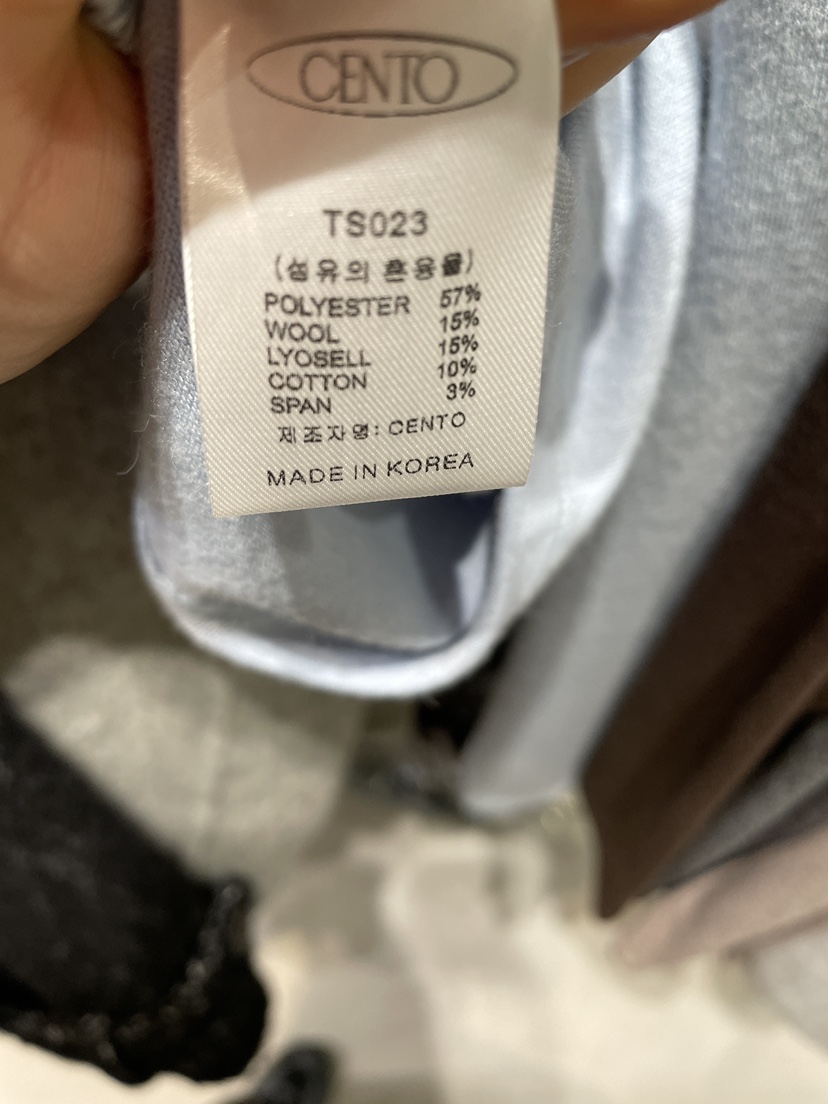 CENTO
TS023
(섬유의 혼용율)
POLYESTER 57%
WOOL 15%
LYOSELL 15%
COTTON 10%
SPAN 3%
제조자명: CENTO
MADE IN KOREA